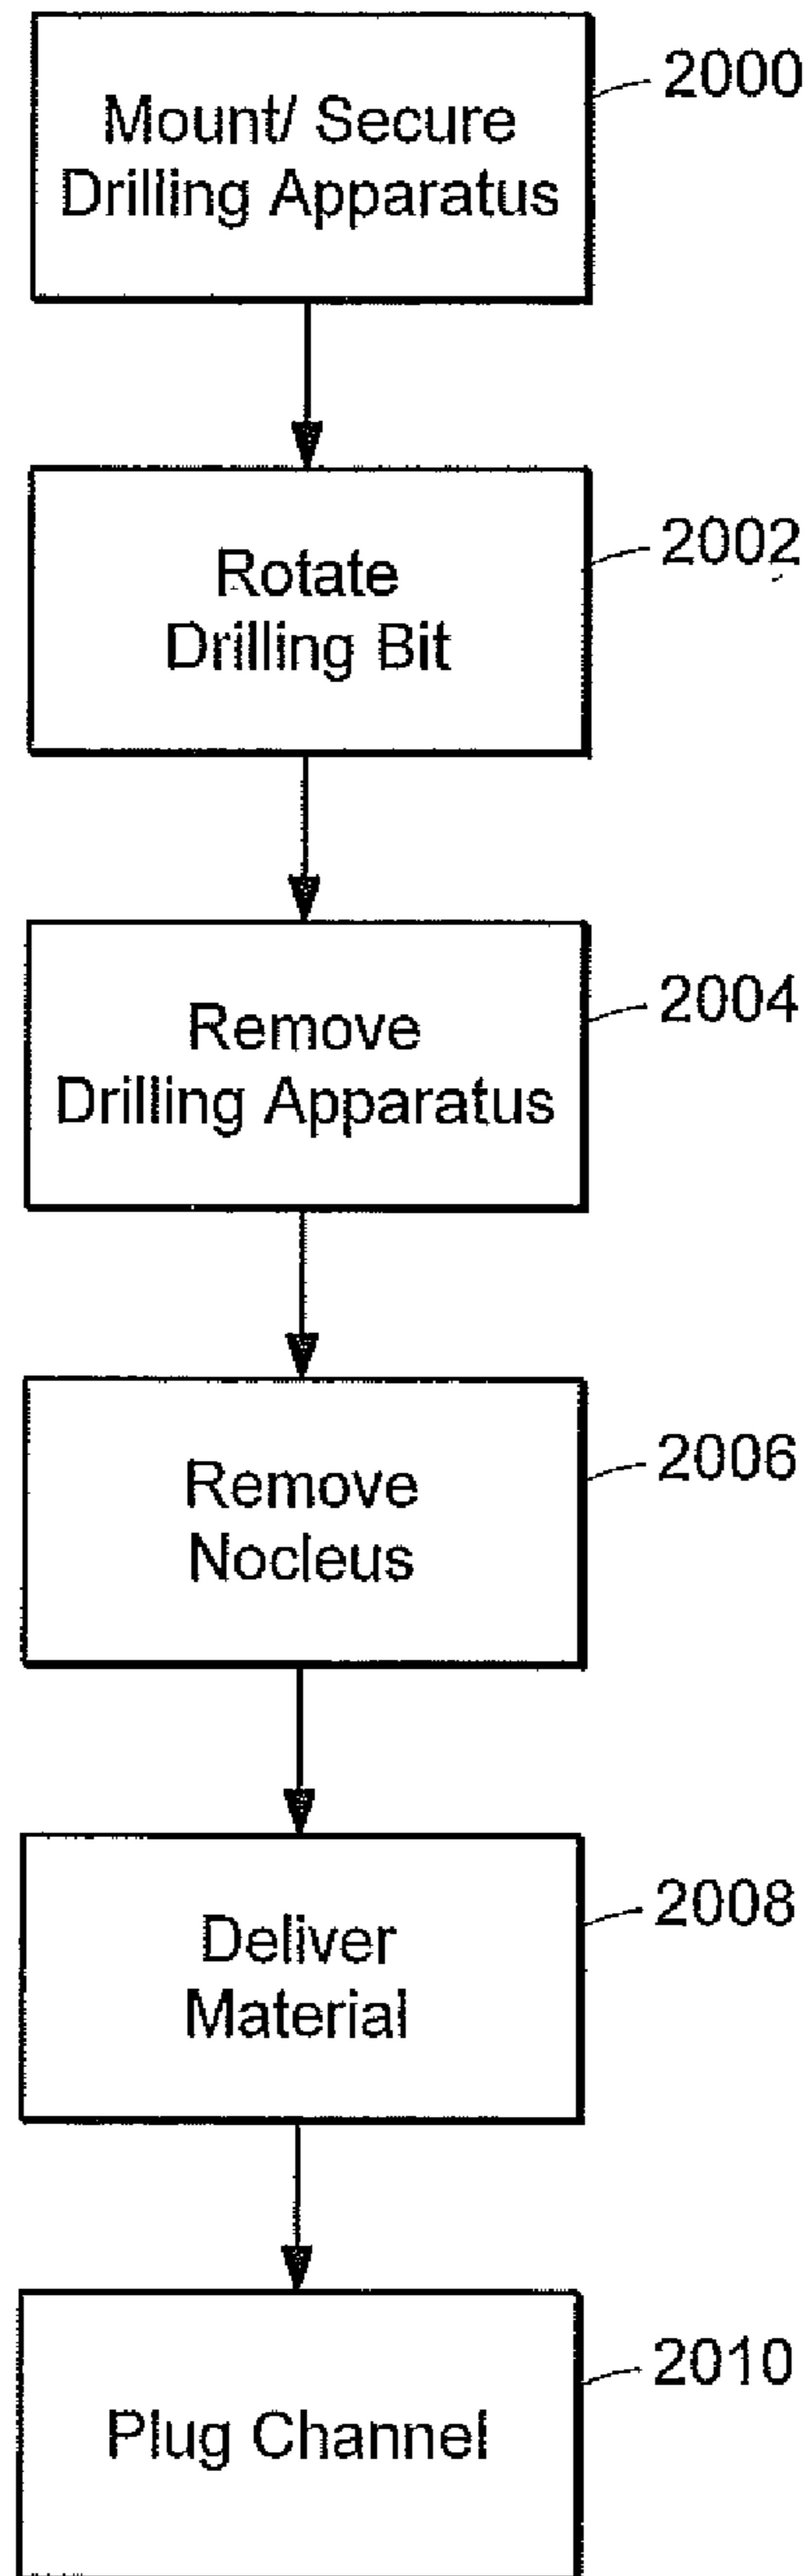 Mount/ Secure
Drilling Apparatus
2000
Rotate
Drilling Bit
2002
Remove
Drilling Apparatus
2004
Remove
Nocleus
2006
Deliver
Material
2008
Plug Channel
2010